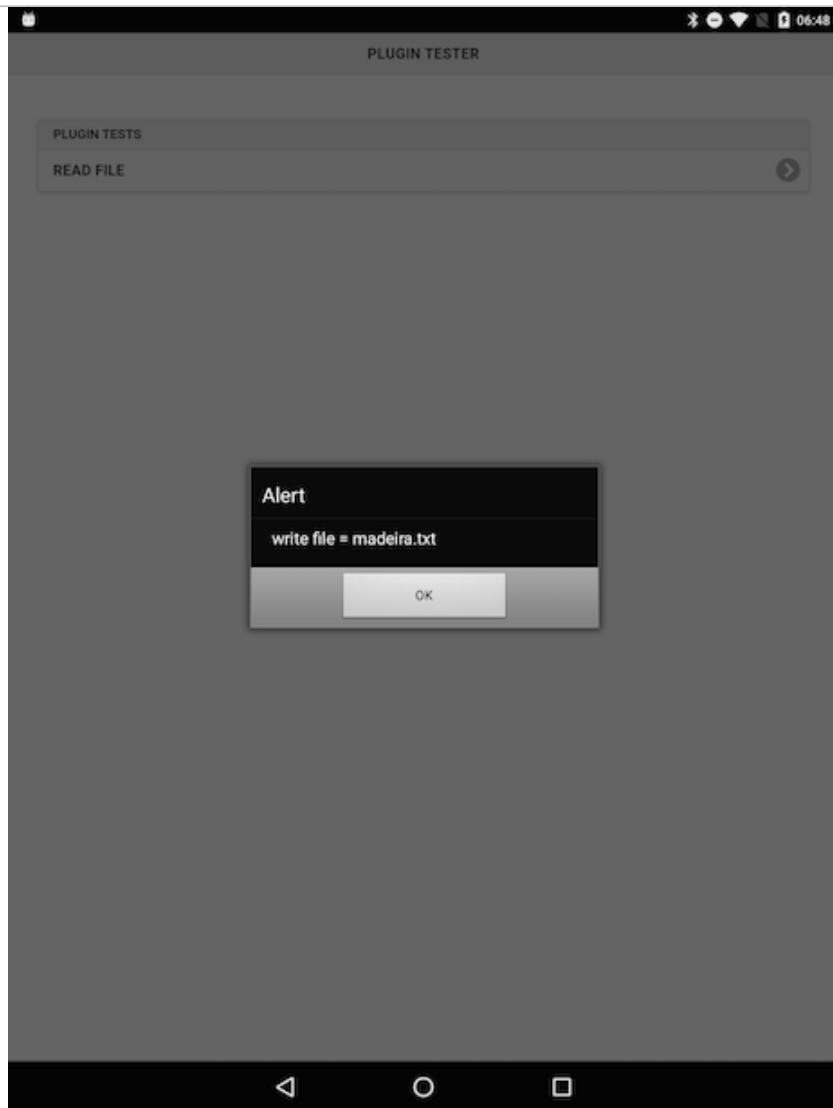 06:48
PLUGIN TESTER
PLUGIN TESTS
READ FILE
Alert
write file = madeira.txt
OK